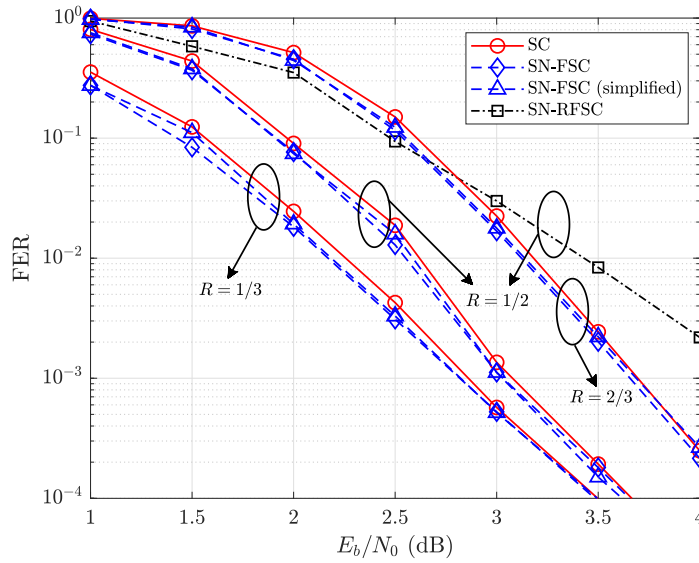 10^0
10^{-1}
10^{-2}
10^{-3}
10^{-4}
FER
SC
SN-FSC
SN-FSC (simplified)
SN-RFSC
R = 1/3
R = 1/2
R = 2/3
1
1.5
2
2.5
3
3.5
4
E_b/N_0 (dB)